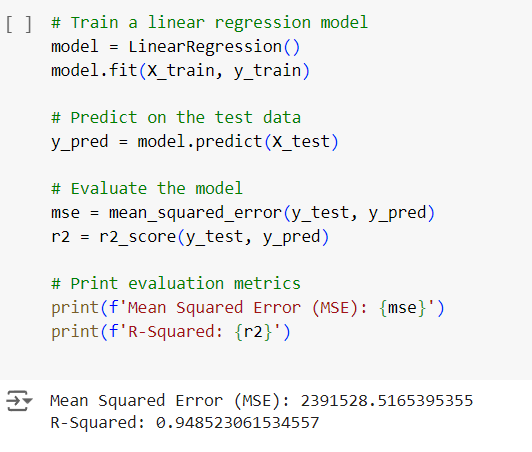 [ ] # Train a linear regression model
model = LinearRegression()
model.fit(X_train, y_train)
# Predict on the test data
y_pred = model.predict(X_test)
# Evaluate the model
mse = mean_squared_error(y_test, y_pred)
r2 = r2_score(y_test, y_pred)
# Print evaluation metrics
print(f'Mean Squared Error (MSE): {mse}')
print(f'R-Squared: {r2}')
Mean Squared Error (MSE): 2391528.5165395355
R-Squared: 0.948523061534557